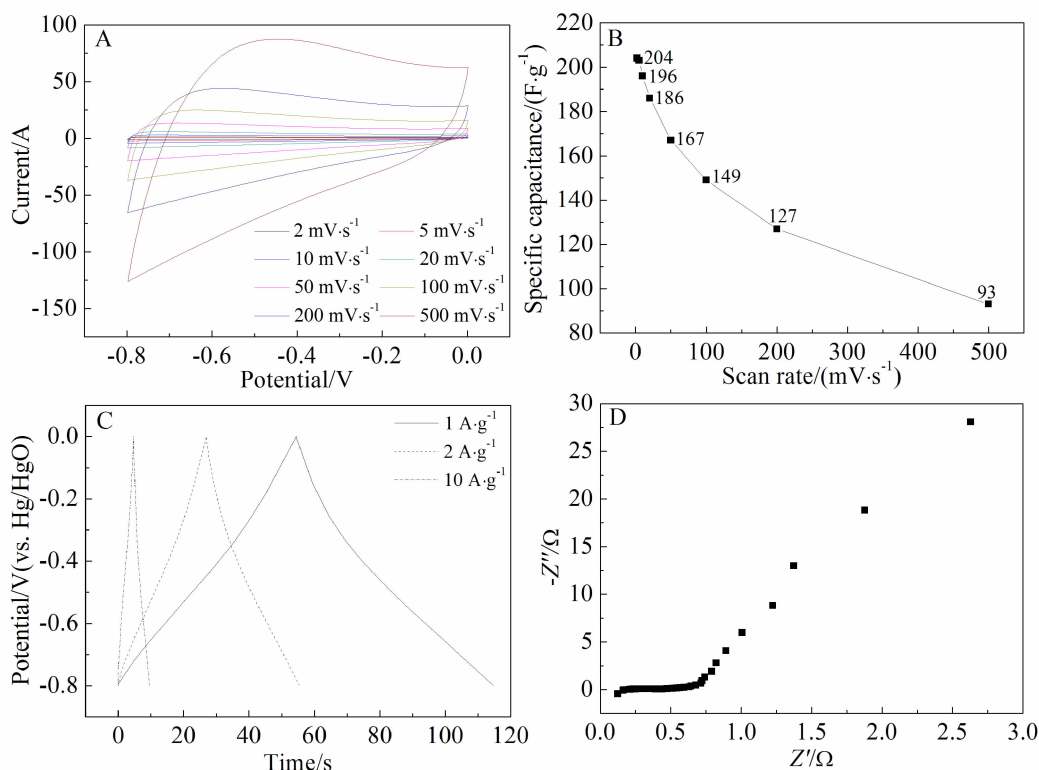 A
100
50
0
-50
-100
-150
Current/A
2 mV·s⁻¹ 5 mV·s⁻¹
10 mV·s⁻¹ 20 mV·s⁻¹
50 mV·s⁻¹ 100 mV·s⁻¹
200 mV·s⁻¹ 500 mV·s⁻¹
-0.8 -0.6 -0.4 -0.2 0.0
Potential/V
B
220
200
180
160
140
120
100
80
Specific capacitance/(F·g⁻¹)
204
196
186
167
149
127
93
0 100 200 300 400 500
Scan rate/(mV·s⁻¹)
C
0.0
-0.2
-0.4
-0.6
-0.8
Potential/V(vs. Hg/HgO)
1 A·g⁻¹
2 A·g⁻¹
10 A·g⁻¹
0 20 40 60 80 100 120
Time/s
D
30
25
20
15
10
5
0
-Z''/Ω
0.0 0.5 1.0 1.5 2.0 2.5 3.0
Z'/Ω